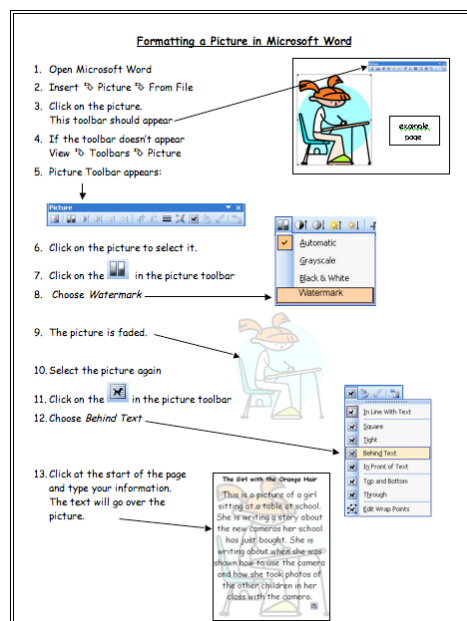 Formatting a Picture in Microsoft Word
1. Open Microsoft Word
2. Insert Picture From File
3. Click on the picture.
This toolbar should appear
4. If the toolbar doesn't appear
View Toolbars Picture
5. Picture Toolbar appears:
example
page
Picture
6. Click on the picture to select it.
7. Click on the in the picture toolbar
8. Choose Watermark
Automatic
Grayscale
Black & White
Watermark
9. The picture is faded.
10. Select the picture again
11. Click on the in the picture toolbar
12. Choose Behind Text
In Line With Text
Square
Tight
Behind Text
In Front of Text
Top and Bottom
Through
Edit Wrap Points
13. Click at the start of the page
and type your information.
The text will go over the
picture.
The Girl with the Orange Hair
This is a picture of a girl
sitting at a table at school.
She is writing a story about
the new cameras her school
has just bought. She is
writing about when she was
shown how to use the camera
and how she took photos of
the other children in her
class with the camera.